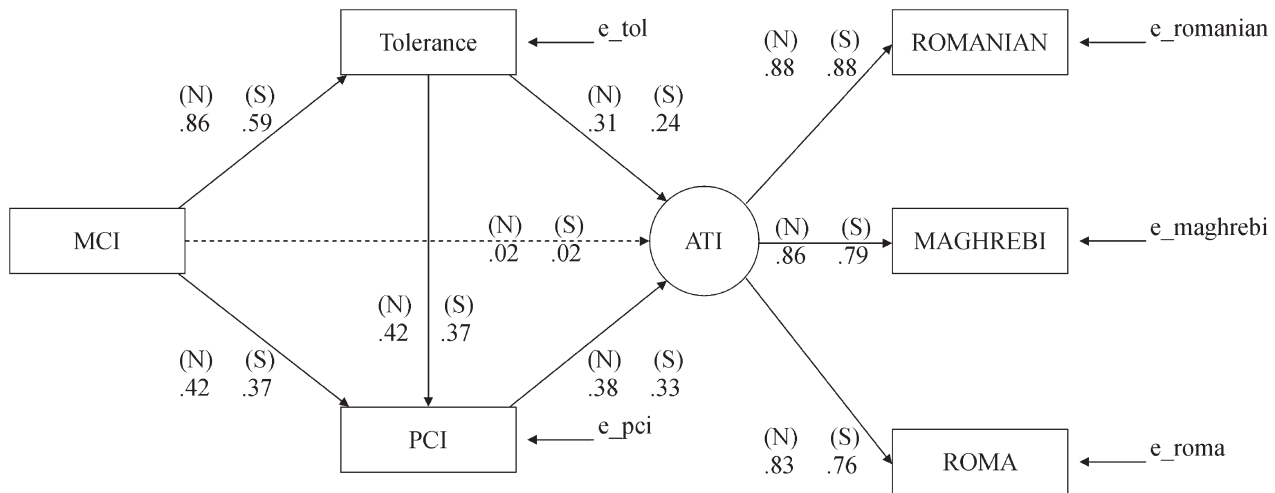 Tolerance
e_tol
(N) (S)
.86 .59
(N) (S)
.31 .24
(N) (S)
.88 .88
ROMANIAN
e_romanian
MCI
(N) (S)
.02 .02
ATI
(N) (S)
.86 .79
MAGHREBI
e_maghrebi
(N) (S)
.42 .37
(N) (S)
.42 .37
(N) (S)
.38 .33
PCI
e_pci
(N) (S)
.83 .76
ROMA
e_roma